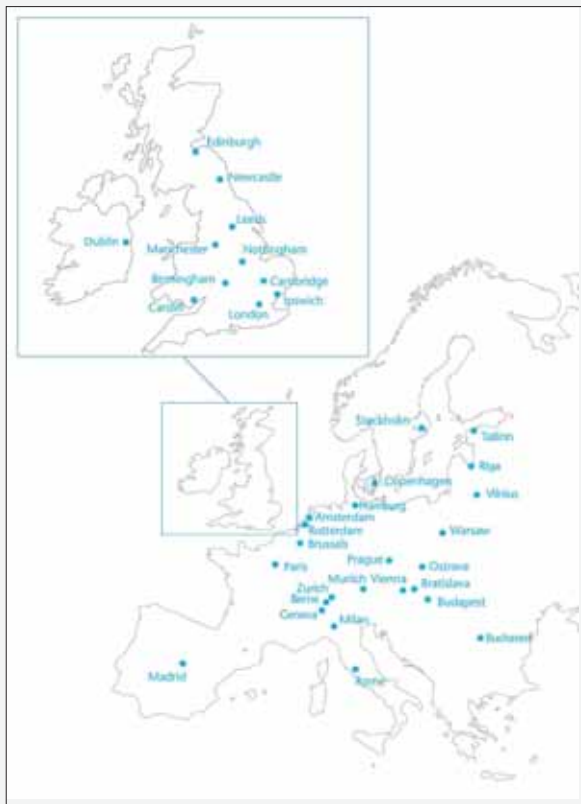 Edinburgh
Newcastle
Leeds
Dublin
Manchester
Nottingham
Birmingham
Cambridge
Cardiff
Ipswich
London
Stockholm
Tallinn
Riga
Copenhagen
Vilnius
Hamburg
Amsterdam
Rotterdam
Warsaw
Brussels
Prague
Paris
Ostrava
Munich Vienna
Bratislava
Zurich
Berne
Budapest
Geneva
Milan
Bucharest
Madrid
Rome